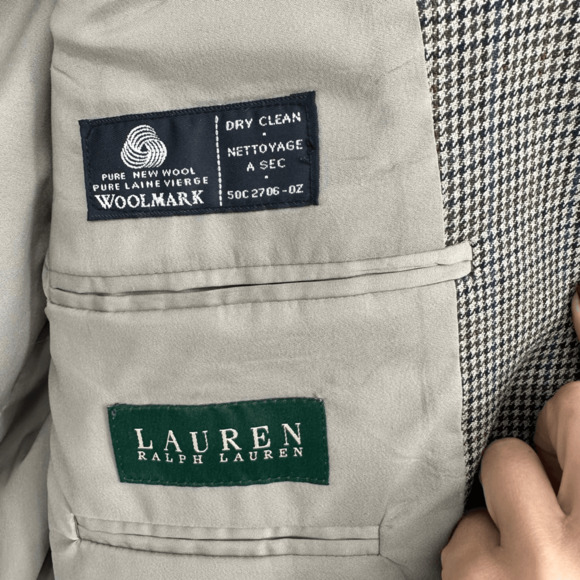 PURE NEW WOOL
PURE LAINE VIERGE
WOOLMARK
DRY CLEAN
·
NETTOYAGE
A SEC
·
50C2706-0Z
LAUREN
RALPH LAUREN